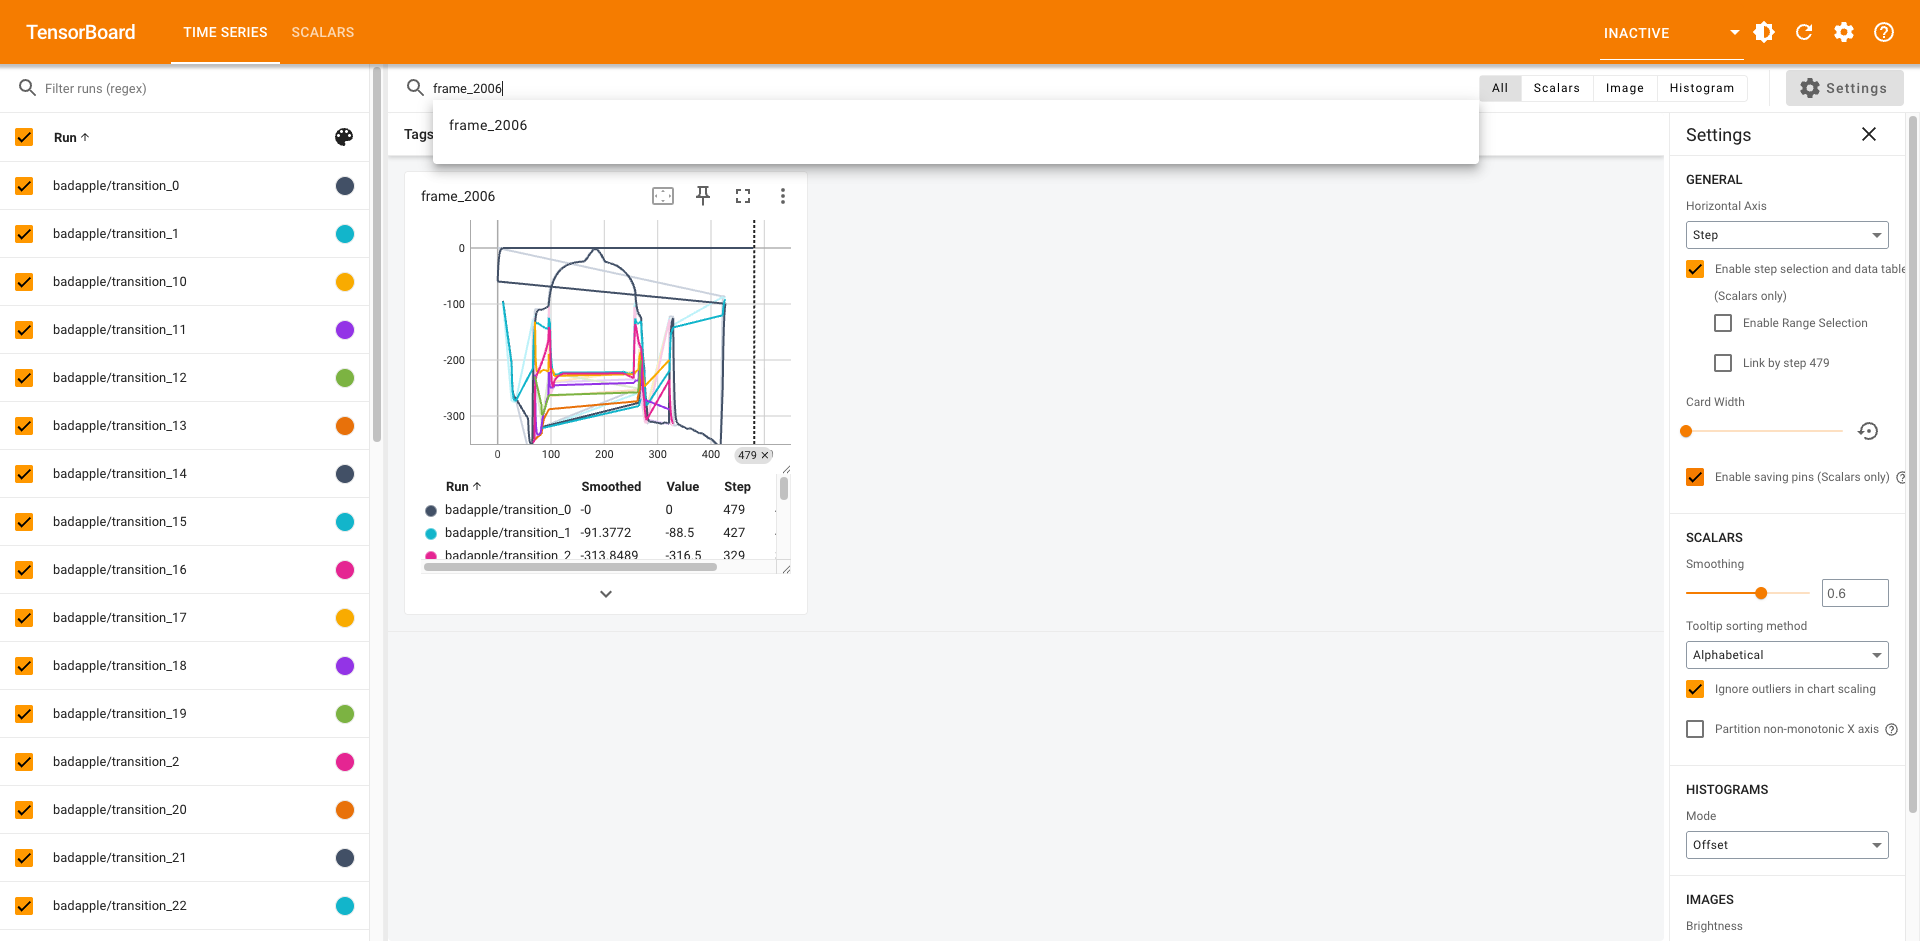 TensorBoard
TIME SERIES
SCALARS
INACTIVE
Filter runs (regex)
frame_2006
All
Scalars
Image
Histogram
Settings
frame_2006
Tags
Run
badapple/transition_0
badapple/transition_1
badapple/transition_10
badapple/transition_11
badapple/transition_12
badapple/transition_13
badapple/transition_14
badapple/transition_15
badapple/transition_16
badapple/transition_17
badapple/transition_18
badapple/transition_19
badapple/transition_2
badapple/transition_20
badapple/transition_21
badapple/transition_22
frame_2006
0
-100
-200
-300
0 100 200 300 400 479
Run Smoothed Value Step
badapple/transition_0 -0 0 479
badapple/transition_1 -91.3772 -88.5 427
badapple/transition_2 -313.8489 -316.5 329
Settings
GENERAL
Horizontal Axis
Step
Enable step selection and data table
(Scalars only)
Enable Range Selection
Link by step 479
Card Width
Enable saving pins (Scalars only)
SCALARS
Smoothing
0.6
Tooltip sorting method
Alphabetical
Ignore outliers in chart scaling
Partition non-monotonic X axis
HISTOGRAMS
Mode
Offset
IMAGES
Brightness